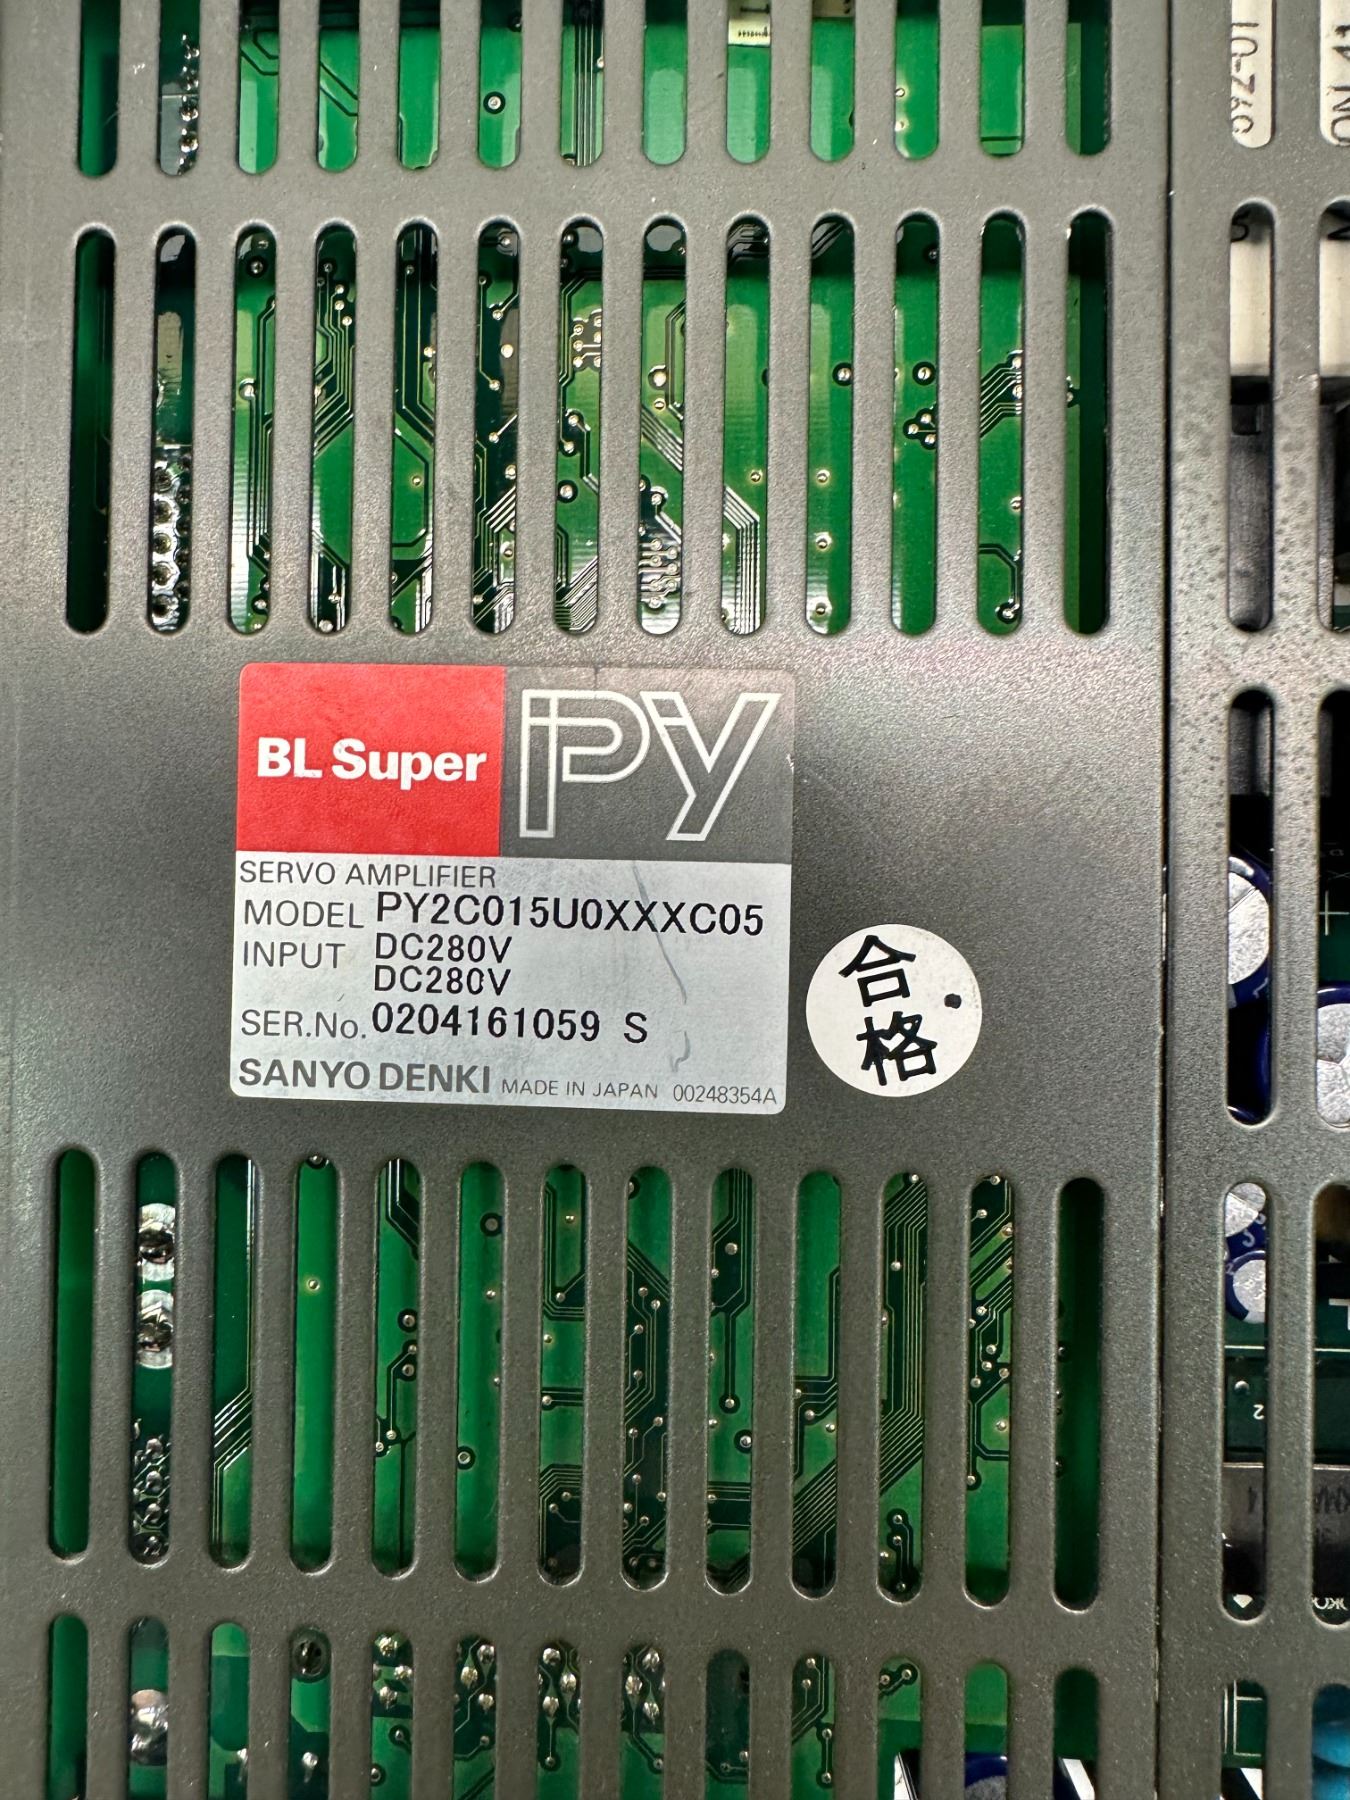 BL Super PY
SERVO AMPLIFIER
MODEL PY2C015U0XXXC05
INPUT DC280V
DC280V
SER.No. 0204161059 S
SANYO DENKI MADE IN JAPAN 00248354A
合
格